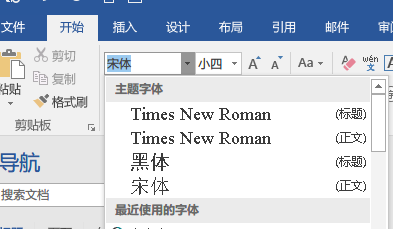 文件 开始 插入 设计 布局 引用 邮件 审阅
剪切
复制
粘贴
格式刷
剪贴板
宋体 小四 A A Aa wén A
主题字体
Times New Roman (标题)
Times New Roman (正文)
黑体 (标题)
宋体 (正文)
最近使用的字体
导航
搜索文档